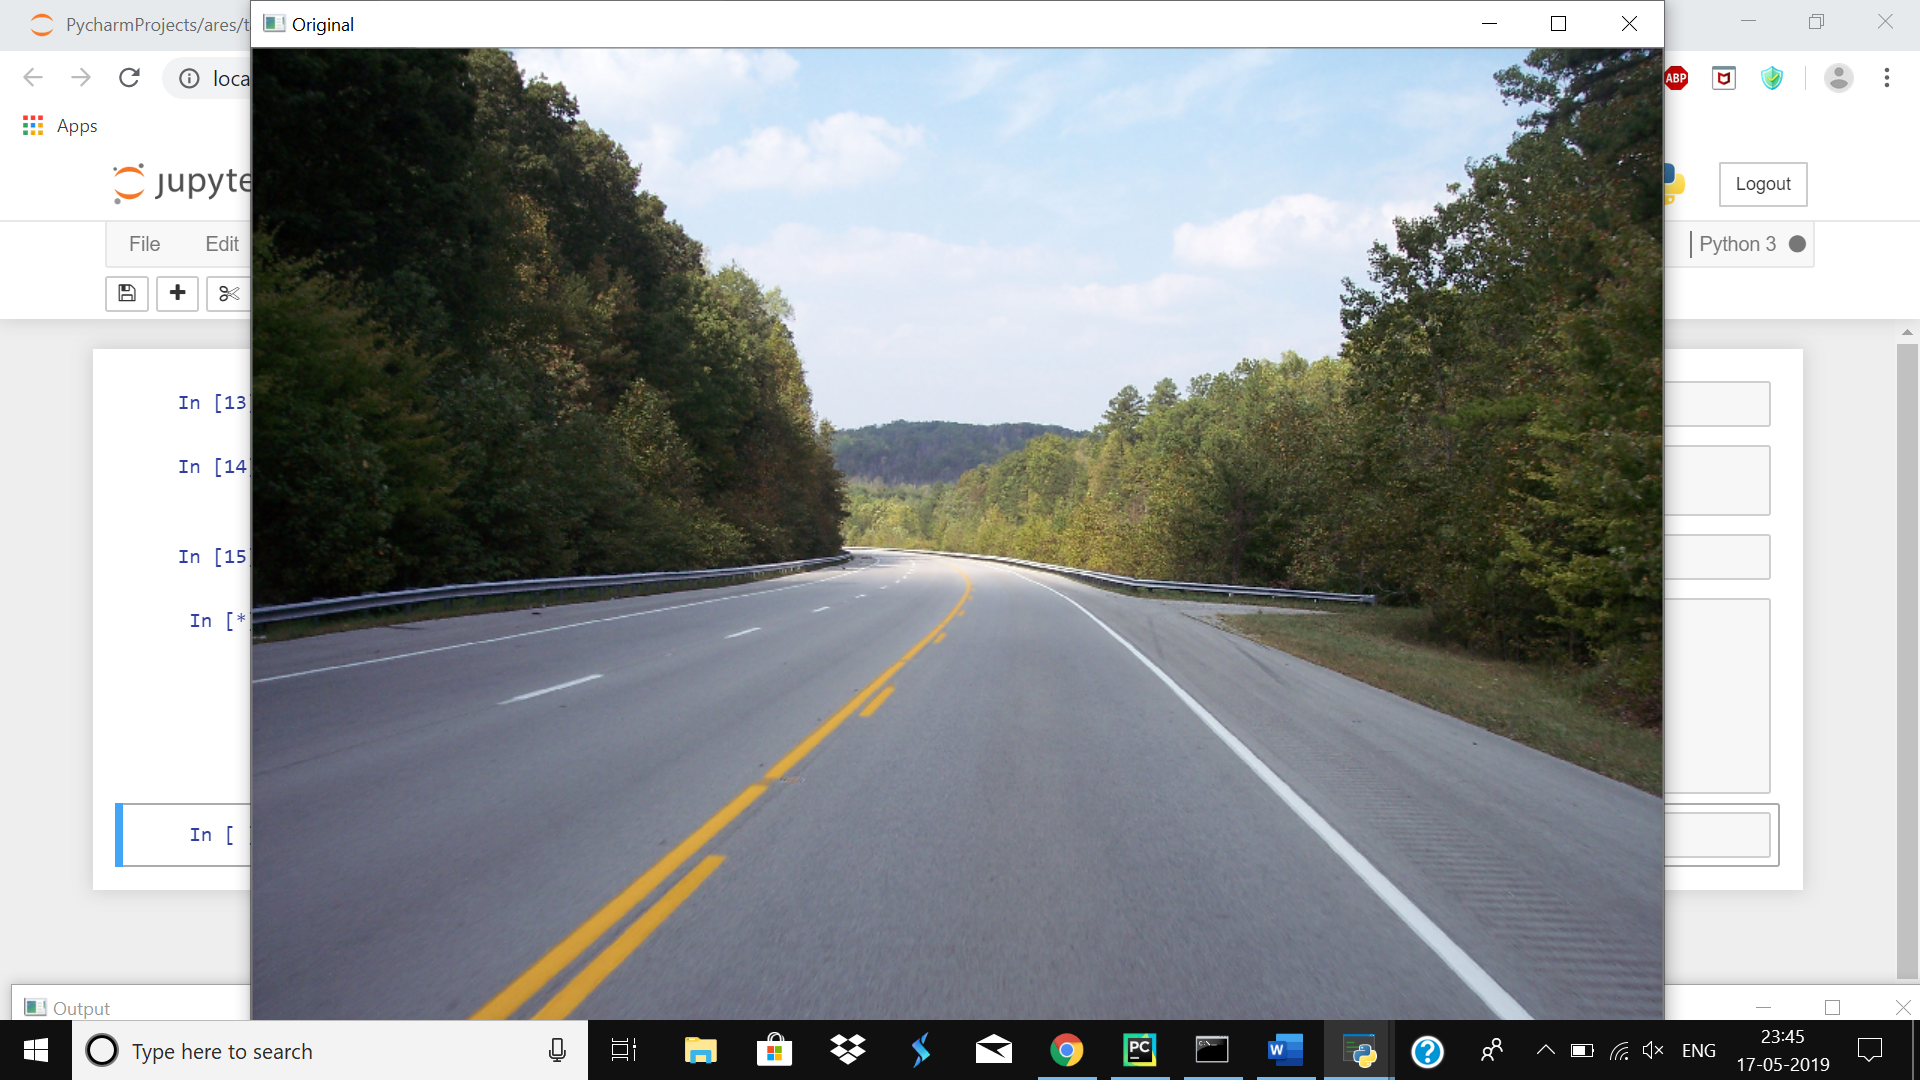 PycharmProjects/ares/t
Original
loca
ABP
Apps
jupyte
Logout
File
Edit
Python 3
In [13]
In [14]
In [15]
In [*
In [
Output
Type here to search
PC
W
?
ENG
23:45
17-05-2019